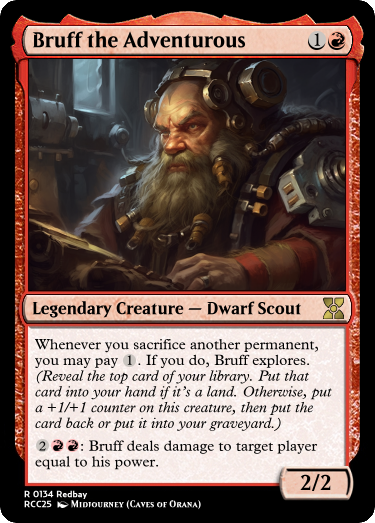 Bruff the Adventurous 1
Legendary Creature — Dwarf Scout
Whenever you sacrifice another permanent,
you may pay 1. If you do, Bruff explores.
(Reveal the top card of your library. Put that
card into your hand if it's a land. Otherwise, put
a +1/+1 counter on this creature, then put the
card back or put it into your graveyard.)
2: Bruff deals damage to target player
equal to his power.
2/2
R 0134 Redbay
RCC25 Midjourney (Caves of Orana)